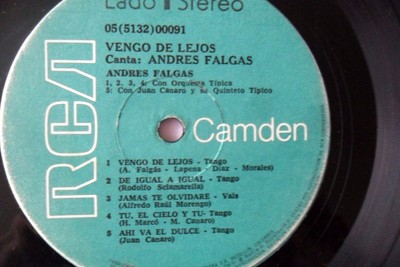 Lado 1 Stereo
05(5132)00091
VENGO DE LEJOS
Canta: ANDRES FALGAS
ANDRES FALGAS
1, 2, 3, 4: Con Orquesta Típica
5: Con Juan Canaro y su Quinteto Típico
RCA Camden
1 VENGO DE LEJOS - Tango
(A. Falgás - Lapena - Díaz - Morales)
2 DE IGUAL A IGUAL - Tango
(Rodolfo Sciamarella)
3 JAMAS TE OLVIDARE - Vals
(Alfredo Raúl Morengo)
4 TU, EL CIELO Y TU - Tango
(H. Marcó - M. Canaro)
5 AHI VA EL DULCE - Tango
(Juan Canaro)